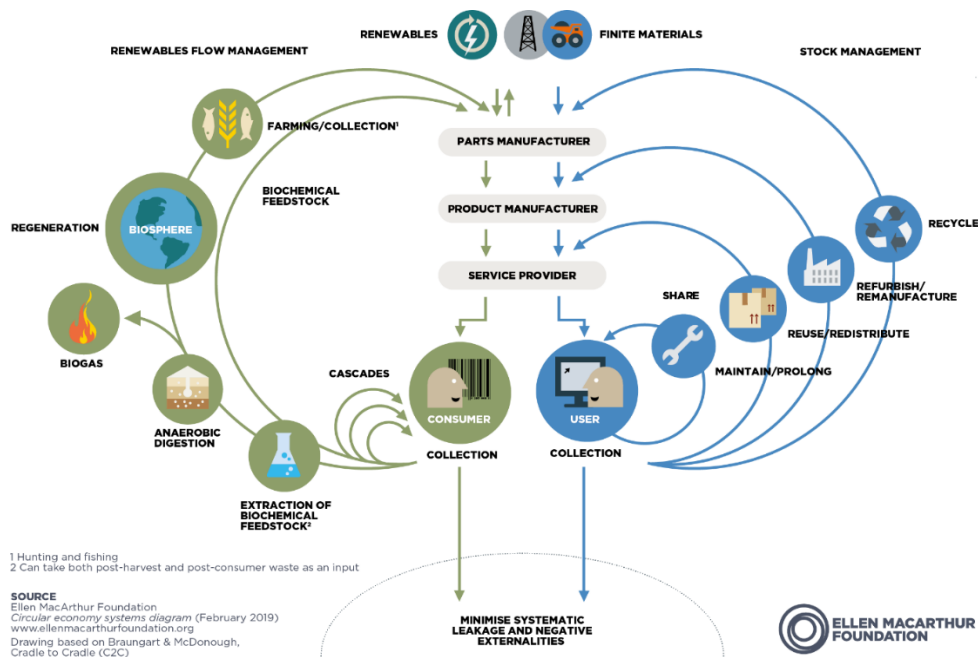 RENEWABLES
FINITE MATERIALS
RENEWABLES FLOW MANAGEMENT
STOCK MANAGEMENT
FARMING/COLLECTION¹
PARTS MANUFACTURER
BIOCHEMICAL
FEEDSTOCK
PRODUCT MANUFACTURER
REGENERATION
BIOSPHERE
RECYCLE
SERVICE PROVIDER
REFURBISH/
REMANUFACTURE
SHARE
REUSE/REDISTRIBUTE
BIOGAS
MAINTAIN/PROLONG
CASCADES
CONSUMER
USER
ANAEROBIC
DIGESTION
COLLECTION
COLLECTION
EXTRACTION OF
BIOCHEMICAL
FEEDSTOCK²
1 Hunting and fishing
2 Can take both post-harvest and post-consumer waste as an input
SOURCE
Ellen MacArthur Foundation
Circular economy systems diagram (February 2019)
www.ellenmacarthurfoundation.org
Drawing based on Braungart & McDonough,
Cradle to Cradle (C2C)
MINIMISE SYSTEMATIC
LEAKAGE AND NEGATIVE
EXTERNALITIES
ELLEN MACARTHUR
FOUNDATION